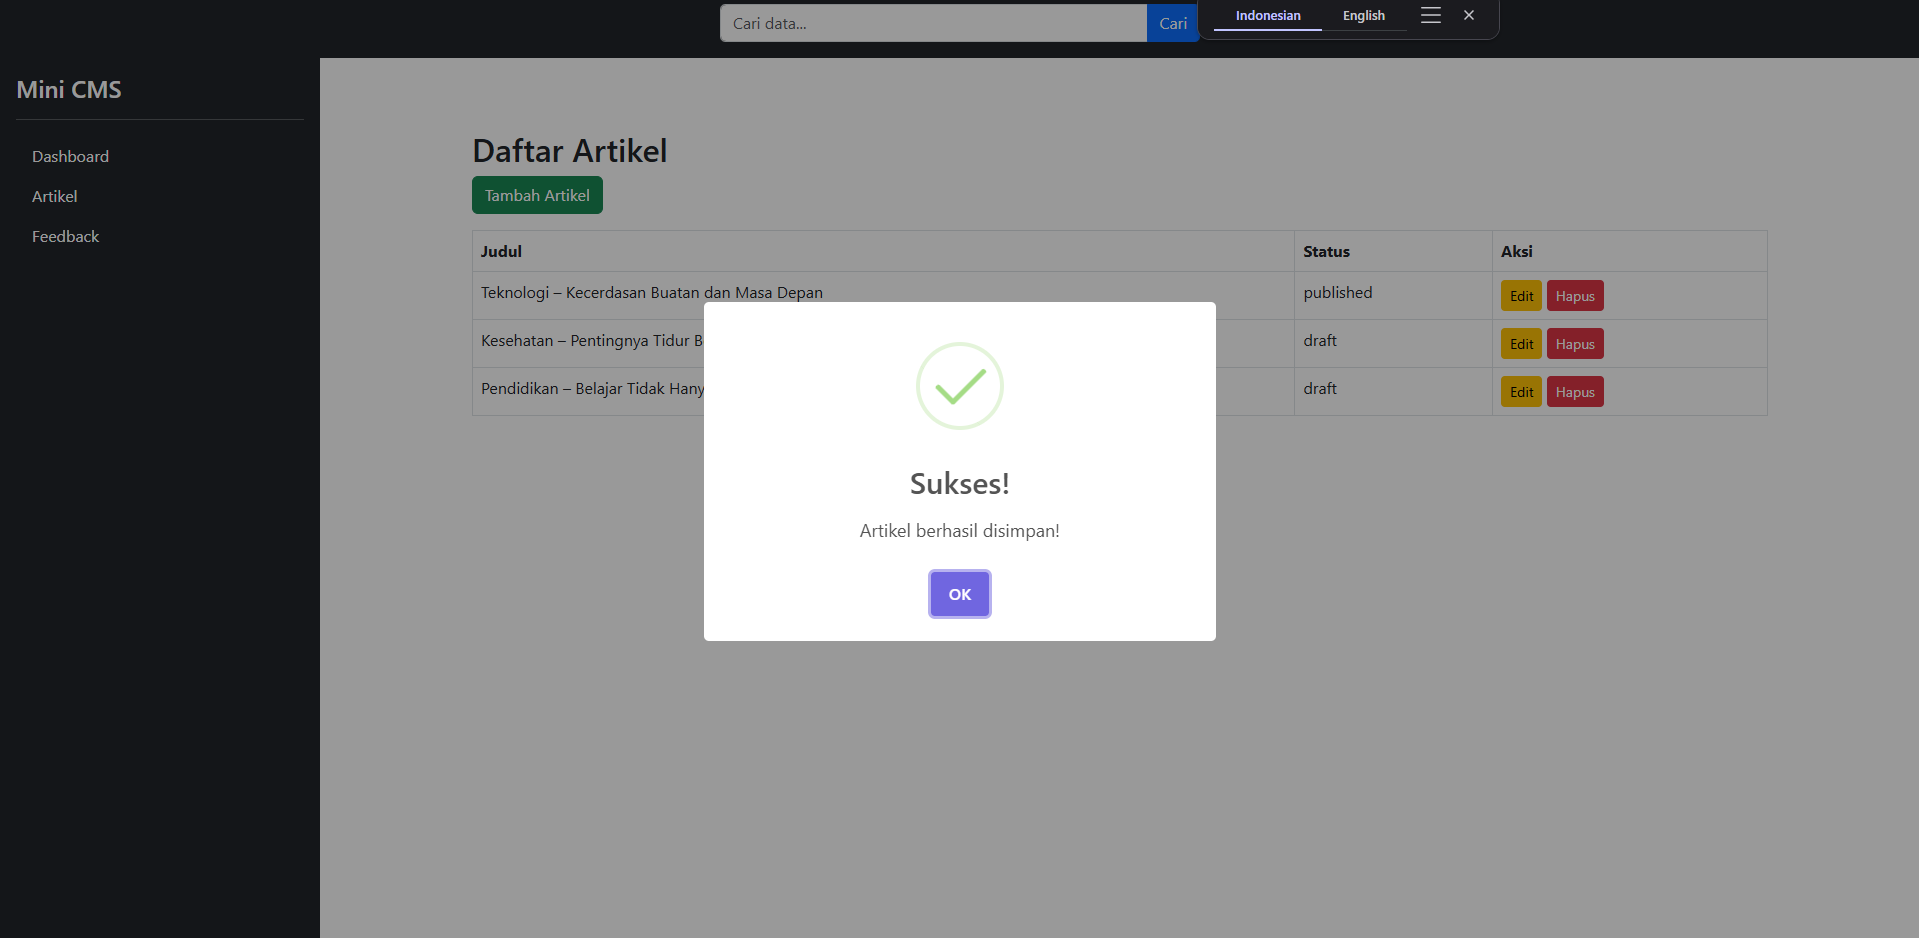 Cari data...
Cari
Indonesian
English
Mini CMS
Dashboard
Artikel
Feedback
Daftar Artikel
Tambah Artikel
Judul Status Aksi
Teknologi – Kecerdasan Buatan dan Masa Depan published Edit Hapus
Kesehatan – Pentingnya Tidur draft Edit Hapus
Pendidikan – Belajar Tidak draft Edit Hapus
Sukses!
Artikel berhasil disimpan!
OK